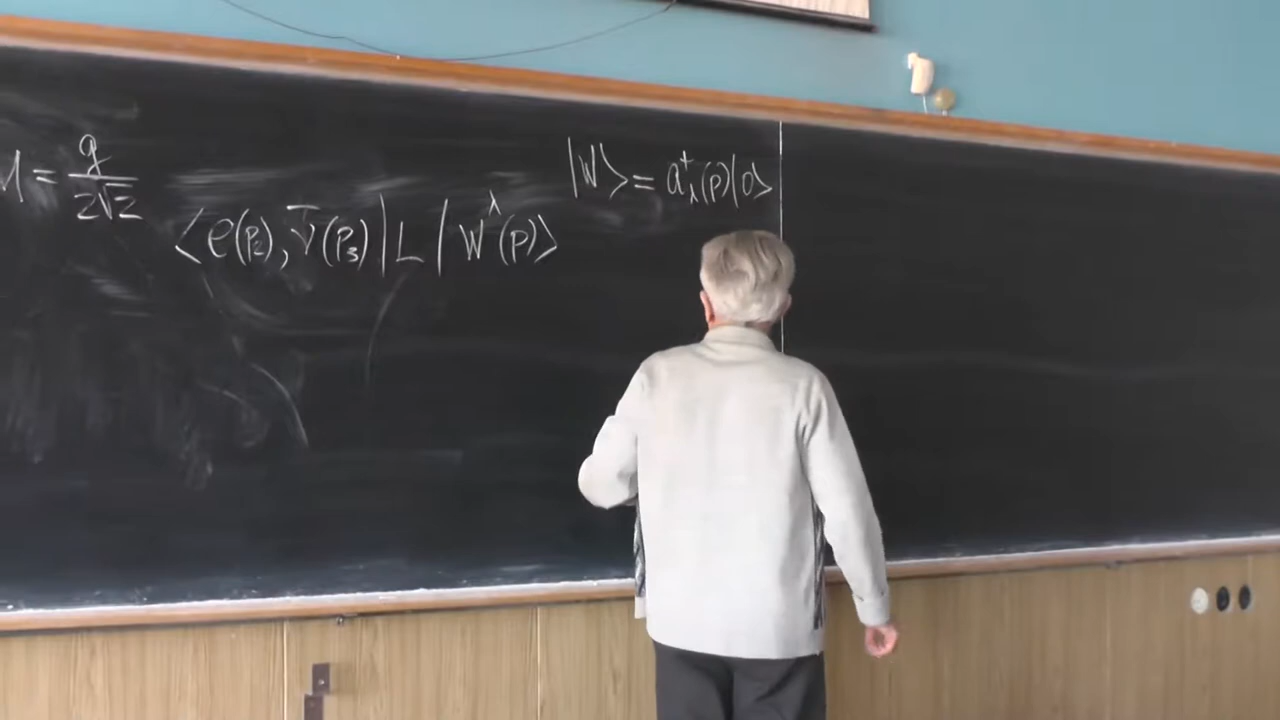 M = g/2√2 ⟨e(p₂), ν̅(p₃)|L|W^λ(p)⟩
|W⟩ = a⁺_λ(p)|0⟩